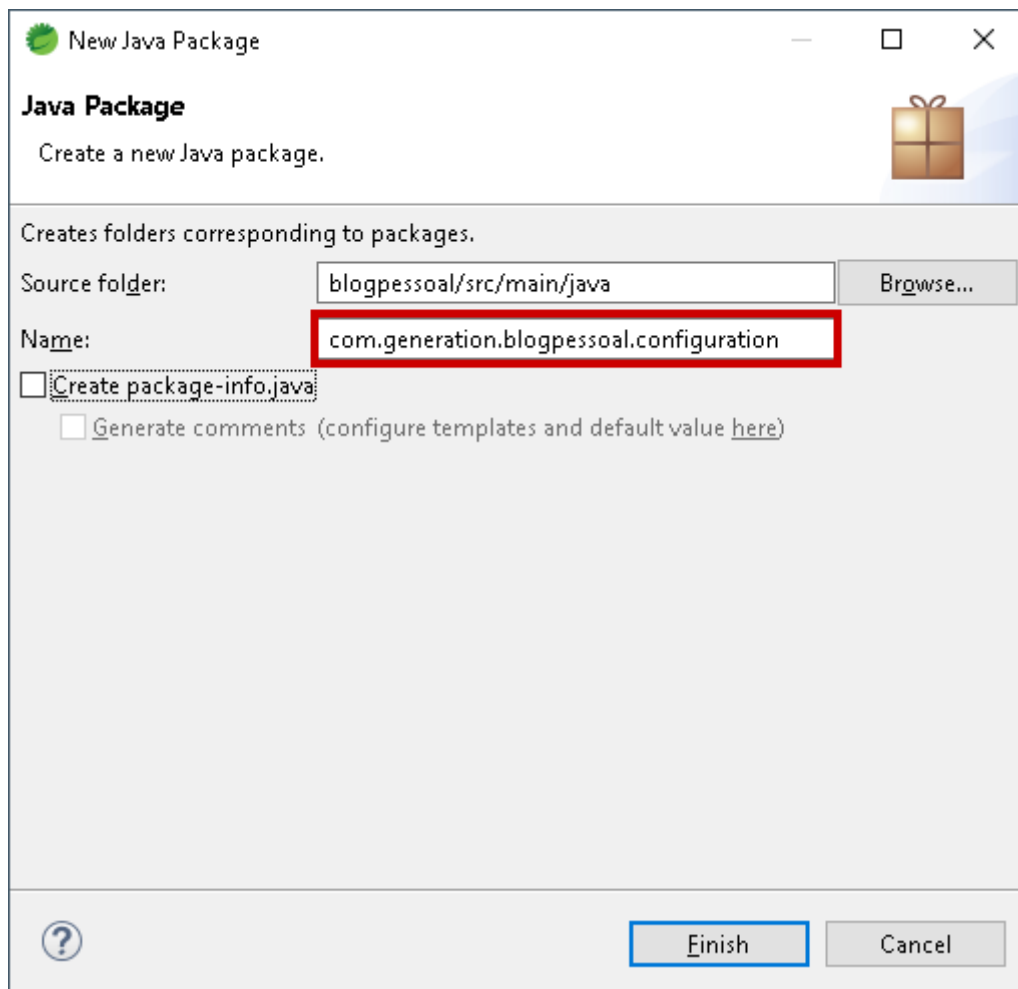 New Java Package
Java Package
Create a new Java package.
Creates folders corresponding to packages.
Source folder: blogpessoal/src/main/java Browse...
Name: com.generation.blogpessoal.configuration
Create package-info.java
Generate comments (configure templates and default value here)
?
Finish Cancel